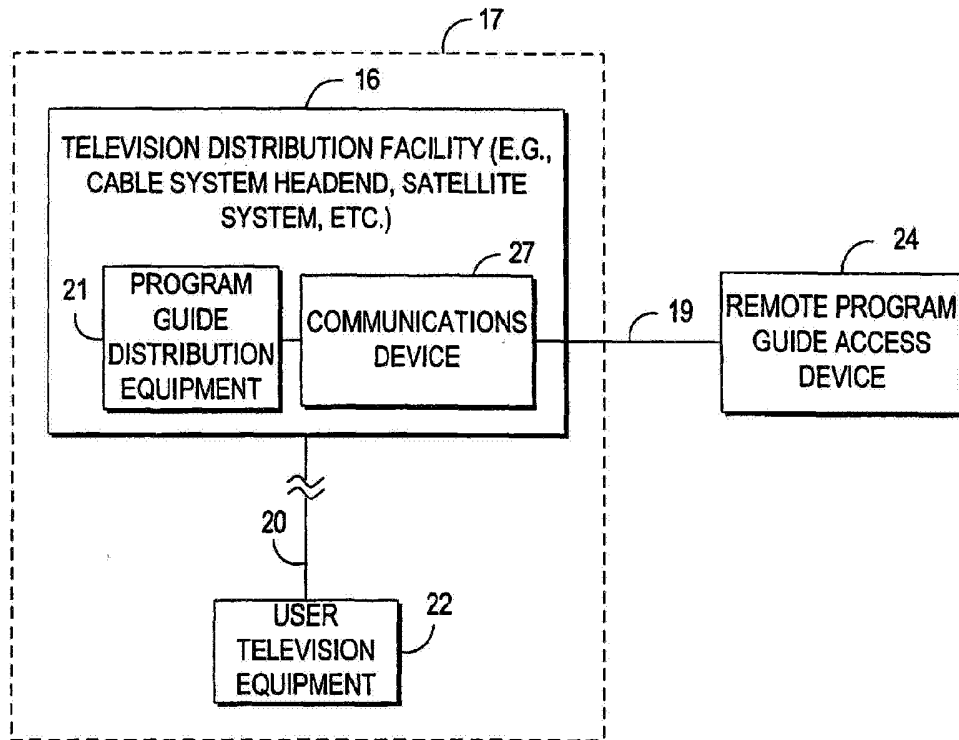 17
16
TELEVISION DISTRIBUTION FACILITY (E.G.,
CABLE SYSTEM HEADEND, SATELLITE
SYSTEM, ETC.)
27
24
21
PROGRAM
GUIDE
DISTRIBUTION
EQUIPMENT
COMMUNICATIONS
DEVICE
19
REMOTE PROGRAM
GUIDE ACCESS
DEVICE
20
USER
TELEVISION
EQUIPMENT
22